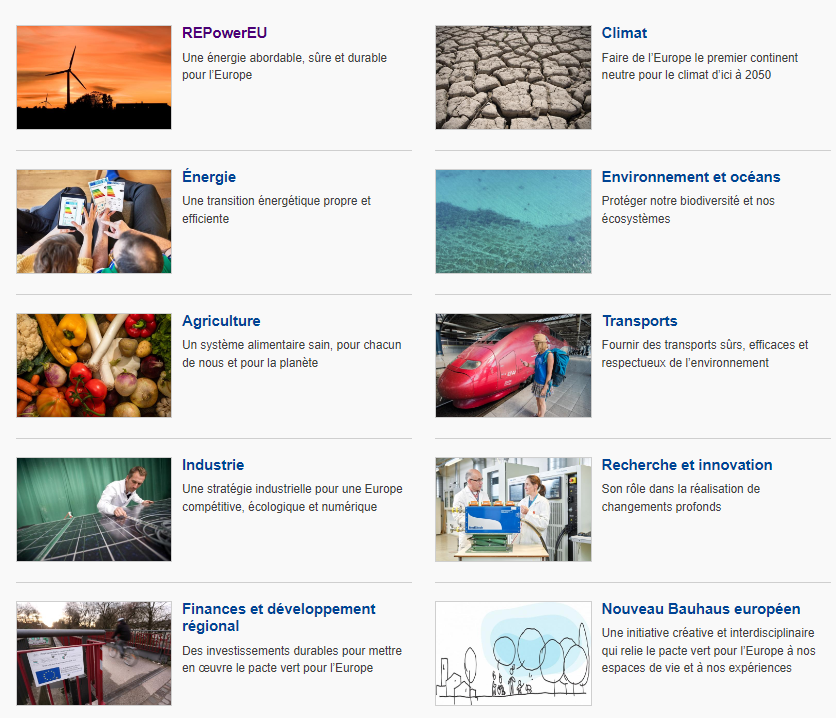 REPowerEU
Une énergie abordable, sûre et durable
pour l’Europe
Climat
Faire de l’Europe le premier continent
neutre pour le climat d’ici à 2050
Énergie
Une transition énergétique propre et
efficiente
Environnement et océans
Protéger notre biodiversité et nos
écosystèmes
Agriculture
Un système alimentaire sain, pour chacun
de nous et pour la planète
Transports
Fournir des transports sûrs, efficaces et
respectueux de l’environnement
Industrie
Une stratégie industrielle pour une Europe
compétitive, écologique et numérique
Recherche et innovation
Son rôle dans la réalisation de
changements profonds
Finances et développement
régional
Des investissements durables pour mettre
en œuvre le pacte vert pour l’Europe
Nouveau Bauhaus européen
Une initiative créative et interdisciplinaire
qui relie le pacte vert pour l’Europe à nos
espaces de vie et à nos expériences